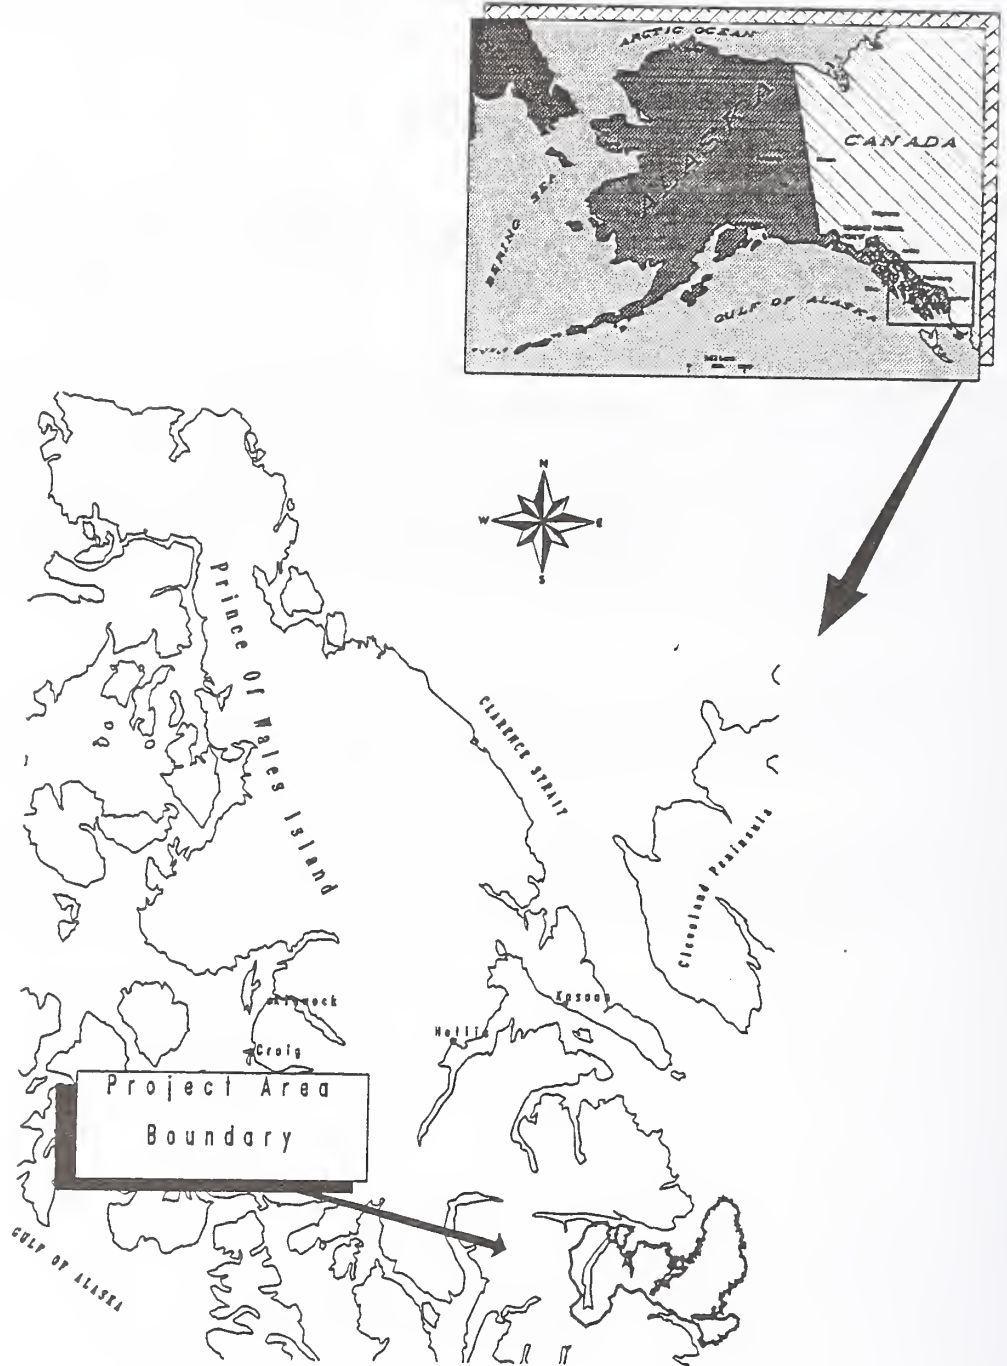 ARCTIC OCEAN
ALASKA
CANADA
BERING SEA
GULF OF ALASKA
Miles
N
W
E
S
Prince Of Wales Island
CLARENCE STRAIT
Cleveland Peninsula
Kasaan
Hollis
Craig
Project Area
Boundary
GULF OF ALASKA